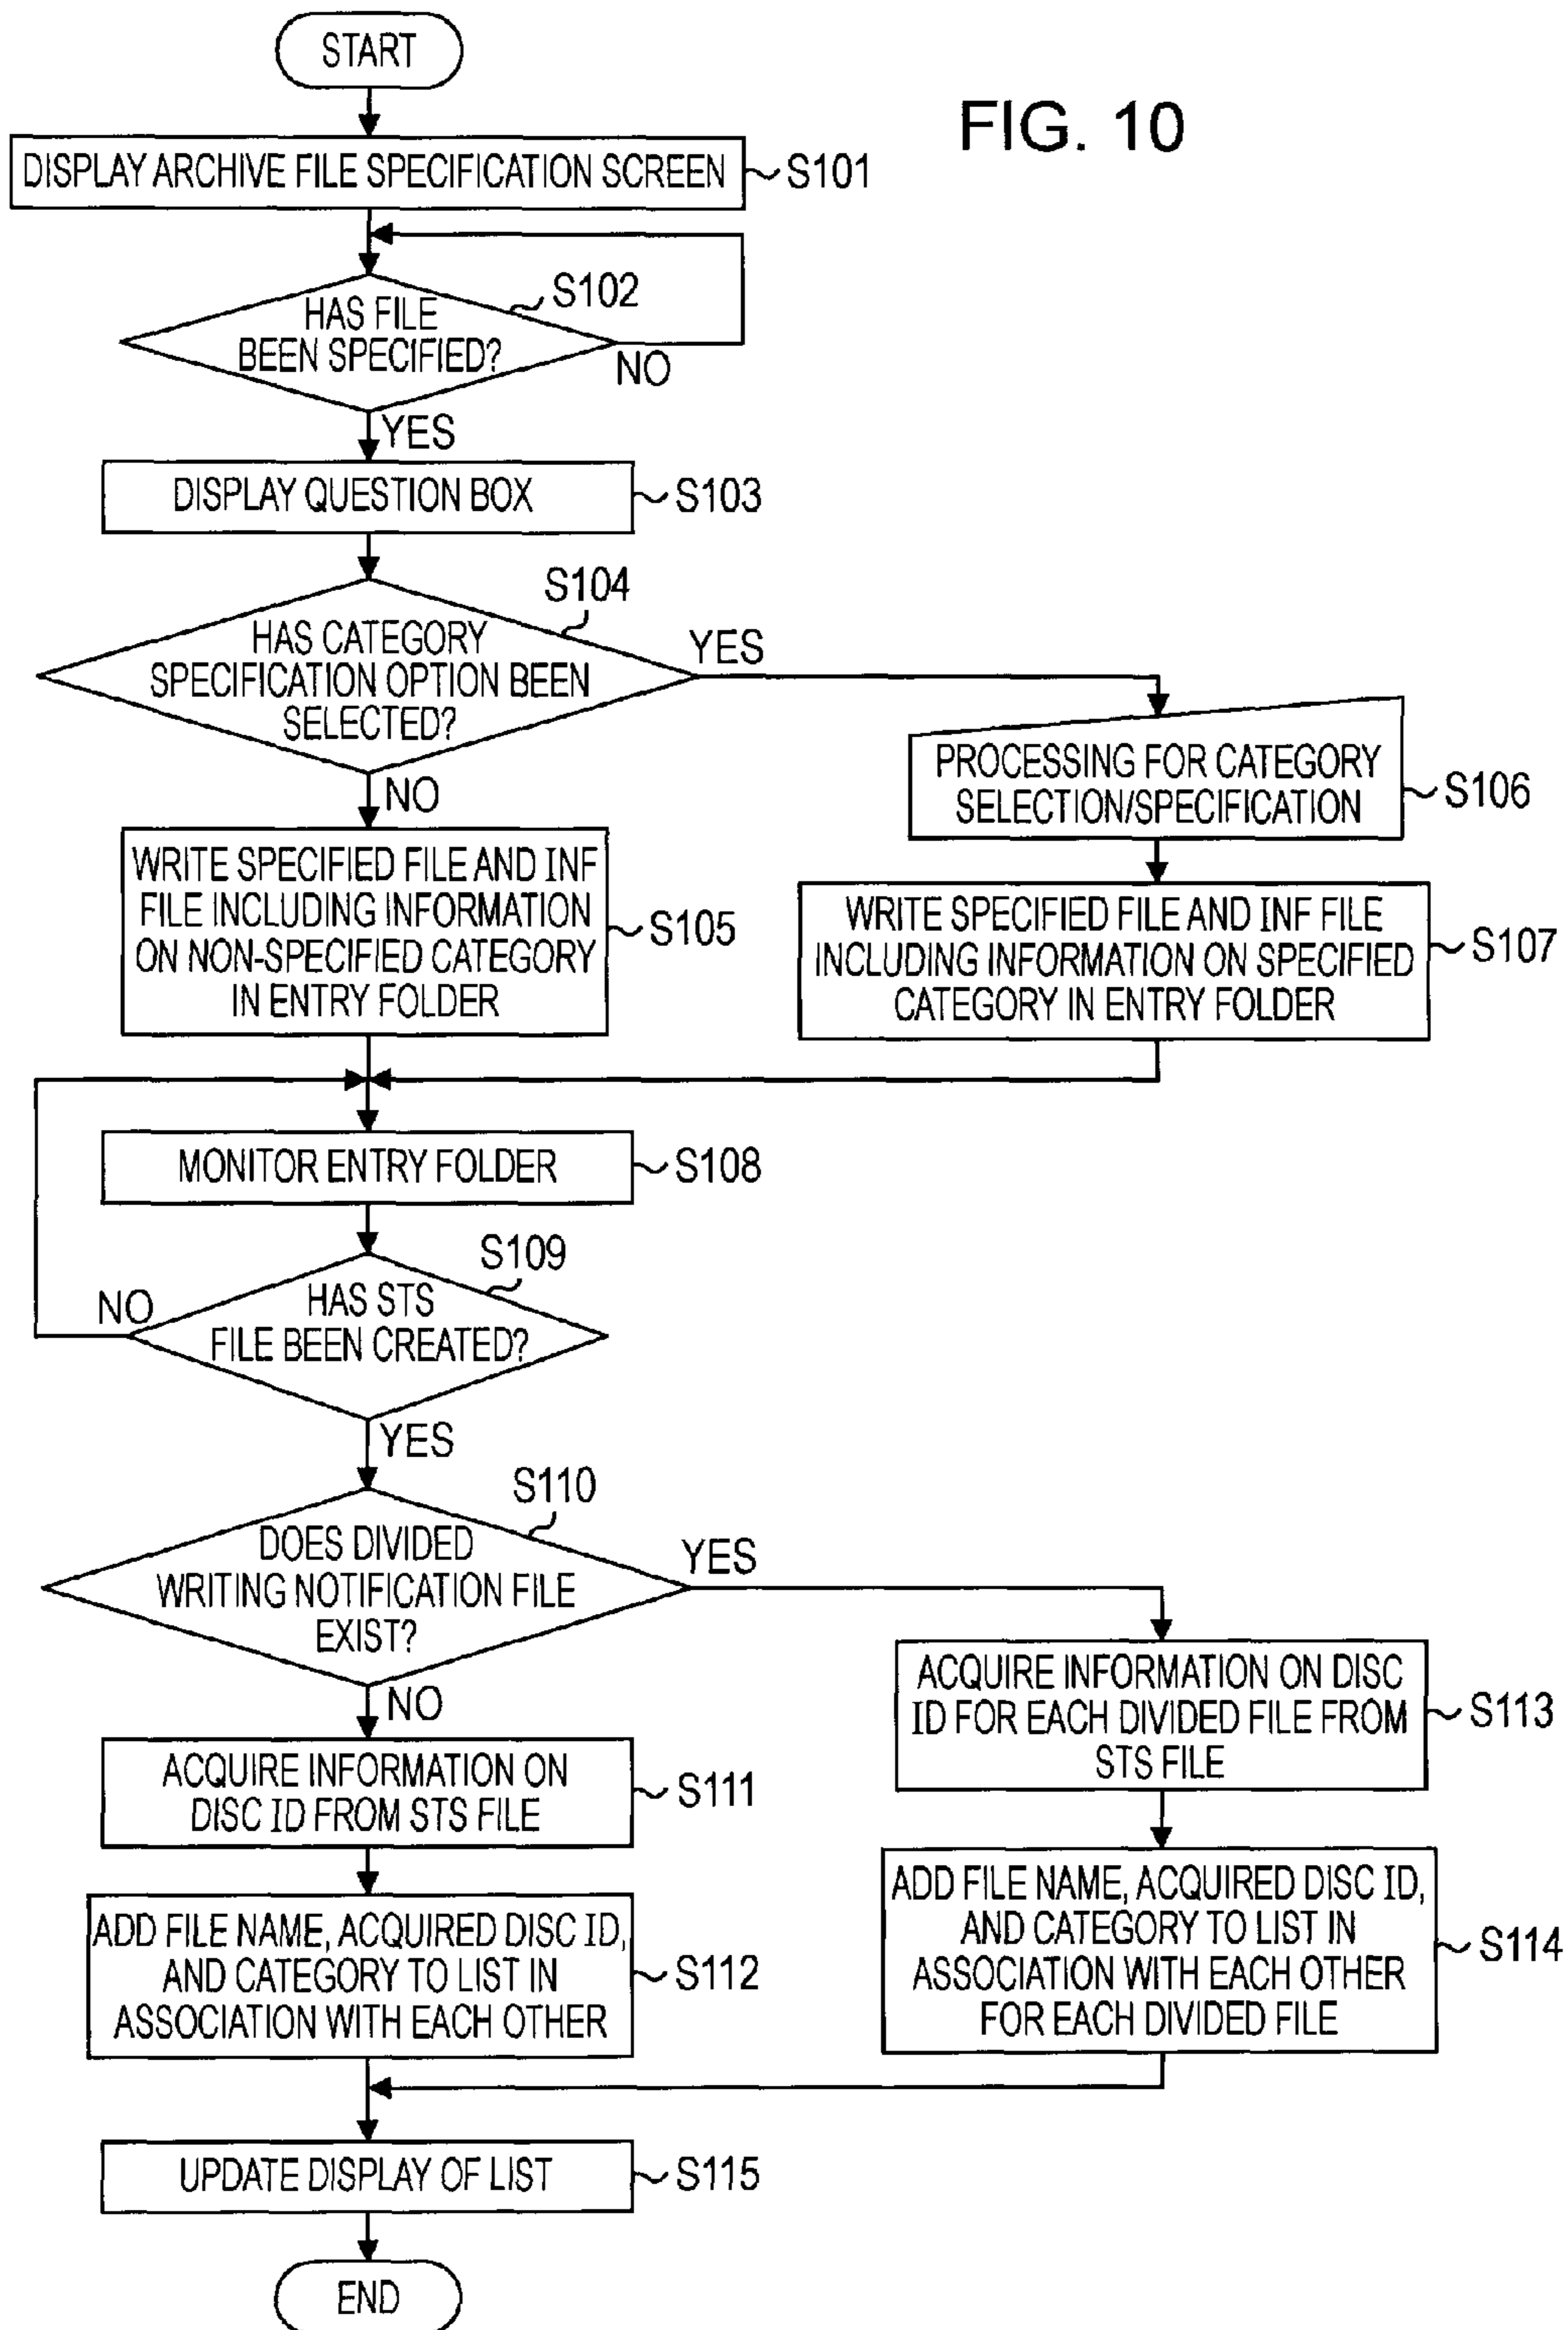 START
FIG. 10
DISPLAY ARCHIVE FILE SPECIFICATION SCREEN
S101
S102
HAS FILE
BEEN SPECIFIED?
NO
YES
DISPLAY QUESTION BOX
S103
S104
HAS CATEGORY
SPECIFICATION OPTION BEEN
SELECTED?
YES
NO
PROCESSING FOR CATEGORY
SELECTION/SPECIFICATION
S106
WRITE SPECIFIED FILE AND INF
FILE INCLUDING INFORMATION
ON NON-SPECIFIED CATEGORY
IN ENTRY FOLDER
S105
WRITE SPECIFIED FILE AND INF FILE
INCLUDING INFORMATION ON SPECIFIED
CATEGORY IN ENTRY FOLDER
S107
MONITOR ENTRY FOLDER
S108
S109
HAS STS
FILE BEEN CREATED?
NO
YES
S110
DOES DIVIDED
WRITING NOTIFICATION FILE
EXIST?
YES
NO
ACQUIRE INFORMATION ON DISC
ID FOR EACH DIVIDED FILE FROM
STS FILE
S113
ACQUIRE INFORMATION ON
DISC ID FROM STS FILE
S111
ADD FILE NAME, ACQUIRED DISC ID,
AND CATEGORY TO LIST IN
ASSOCIATION WITH EACH OTHER
FOR EACH DIVIDED FILE
S114
ADD FILE NAME, ACQUIRED DISC ID,
AND CATEGORY TO LIST IN
ASSOCIATION WITH EACH OTHER
S112
UPDATE DISPLAY OF LIST
S115
END